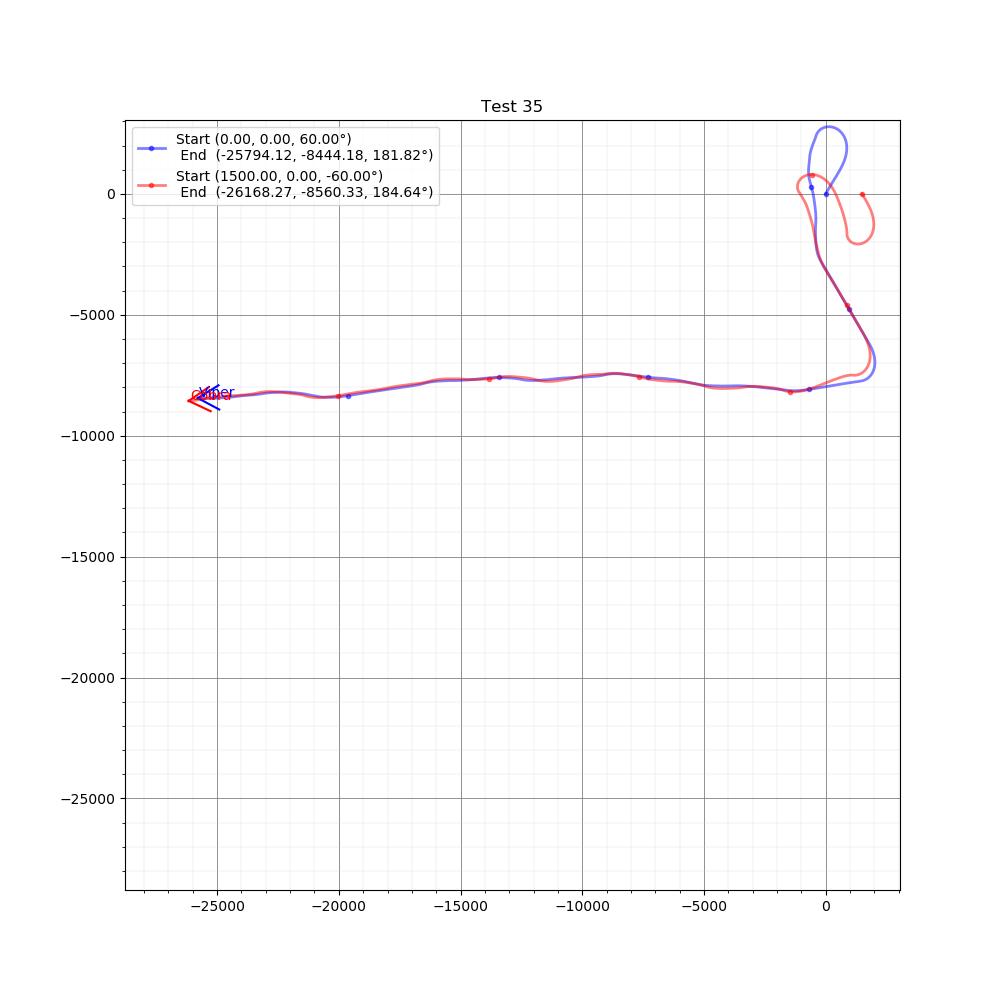 Test 35
Start (0.00, 0.00, 60.00°)
End (-25794.12, -8444.18, 181.82°)
Start (1500.00, 0.00, -60.00°)
End (-26168.27, -8560.33, 184.64°)
0
−5000
−10000
−15000
−20000
−25000
−25000
−20000
−15000
−10000
−5000
0